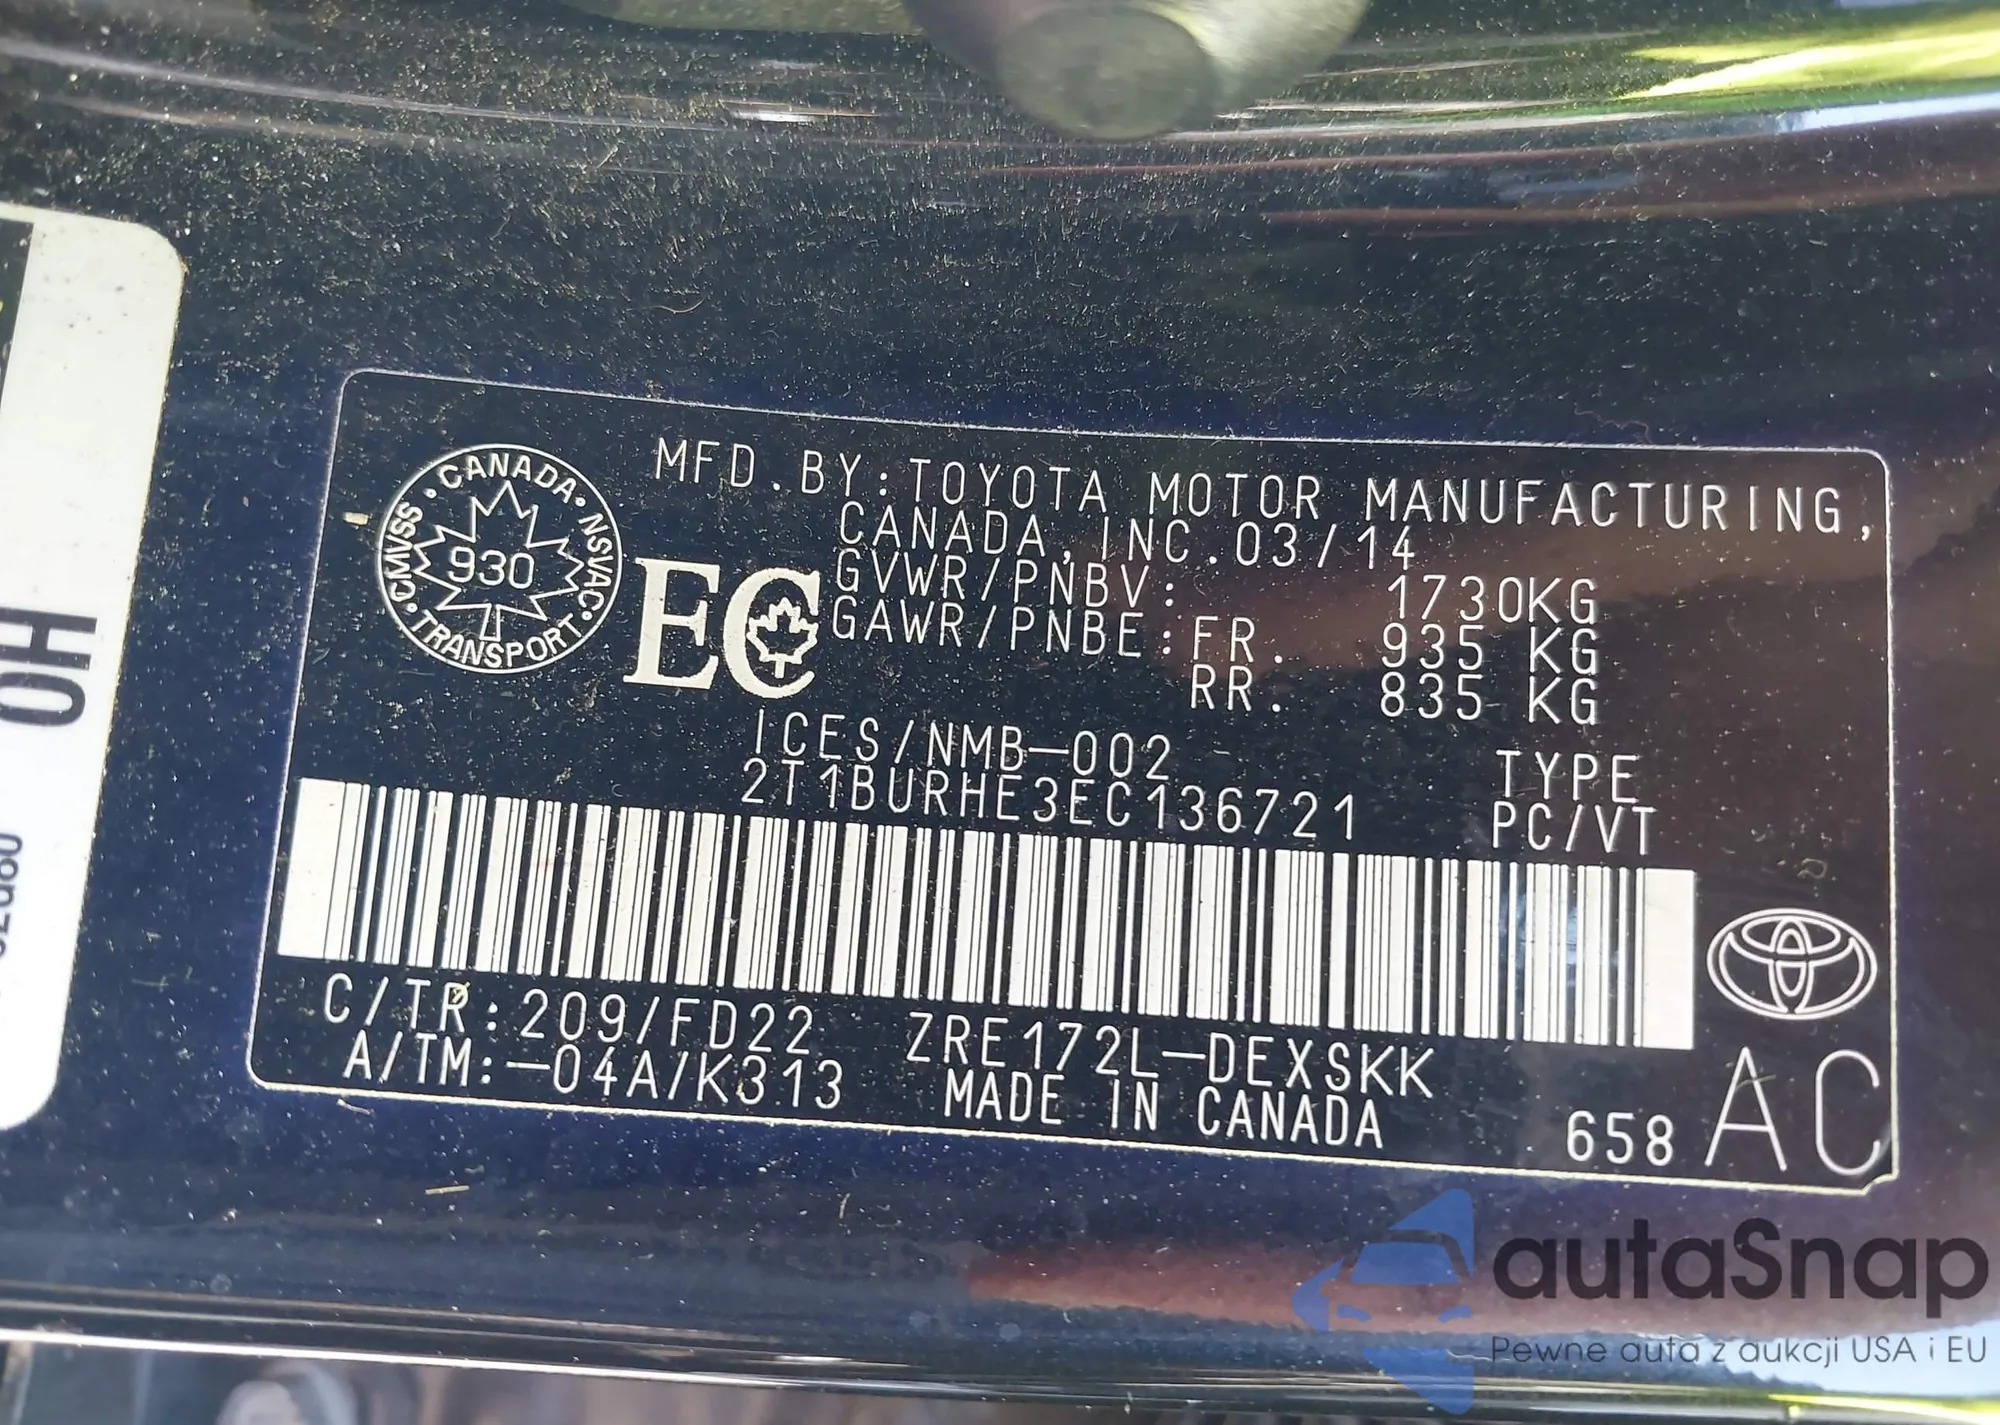 MFD.BY:TOYOTA MOTOR MANUFACTURING,
CANADA, INC.03/14
GVWR/PNBV: 1730KG
GAWR/PNBE:FR. 935 KG
RR. 835 KG
CANADA · NSVAC · TRANSPORT · CMVSS ·
930
EC
ICES/NMB-002
TYPE
2T1BURHE3EC136721
PC/VT
C/TR:209/FD22 ZRE172L-DEXSKK
A/TM:-04A/K313 MADE IN CANADA
658 AC
OH
autaSnap
Pewne auta z aukcji USA i EU